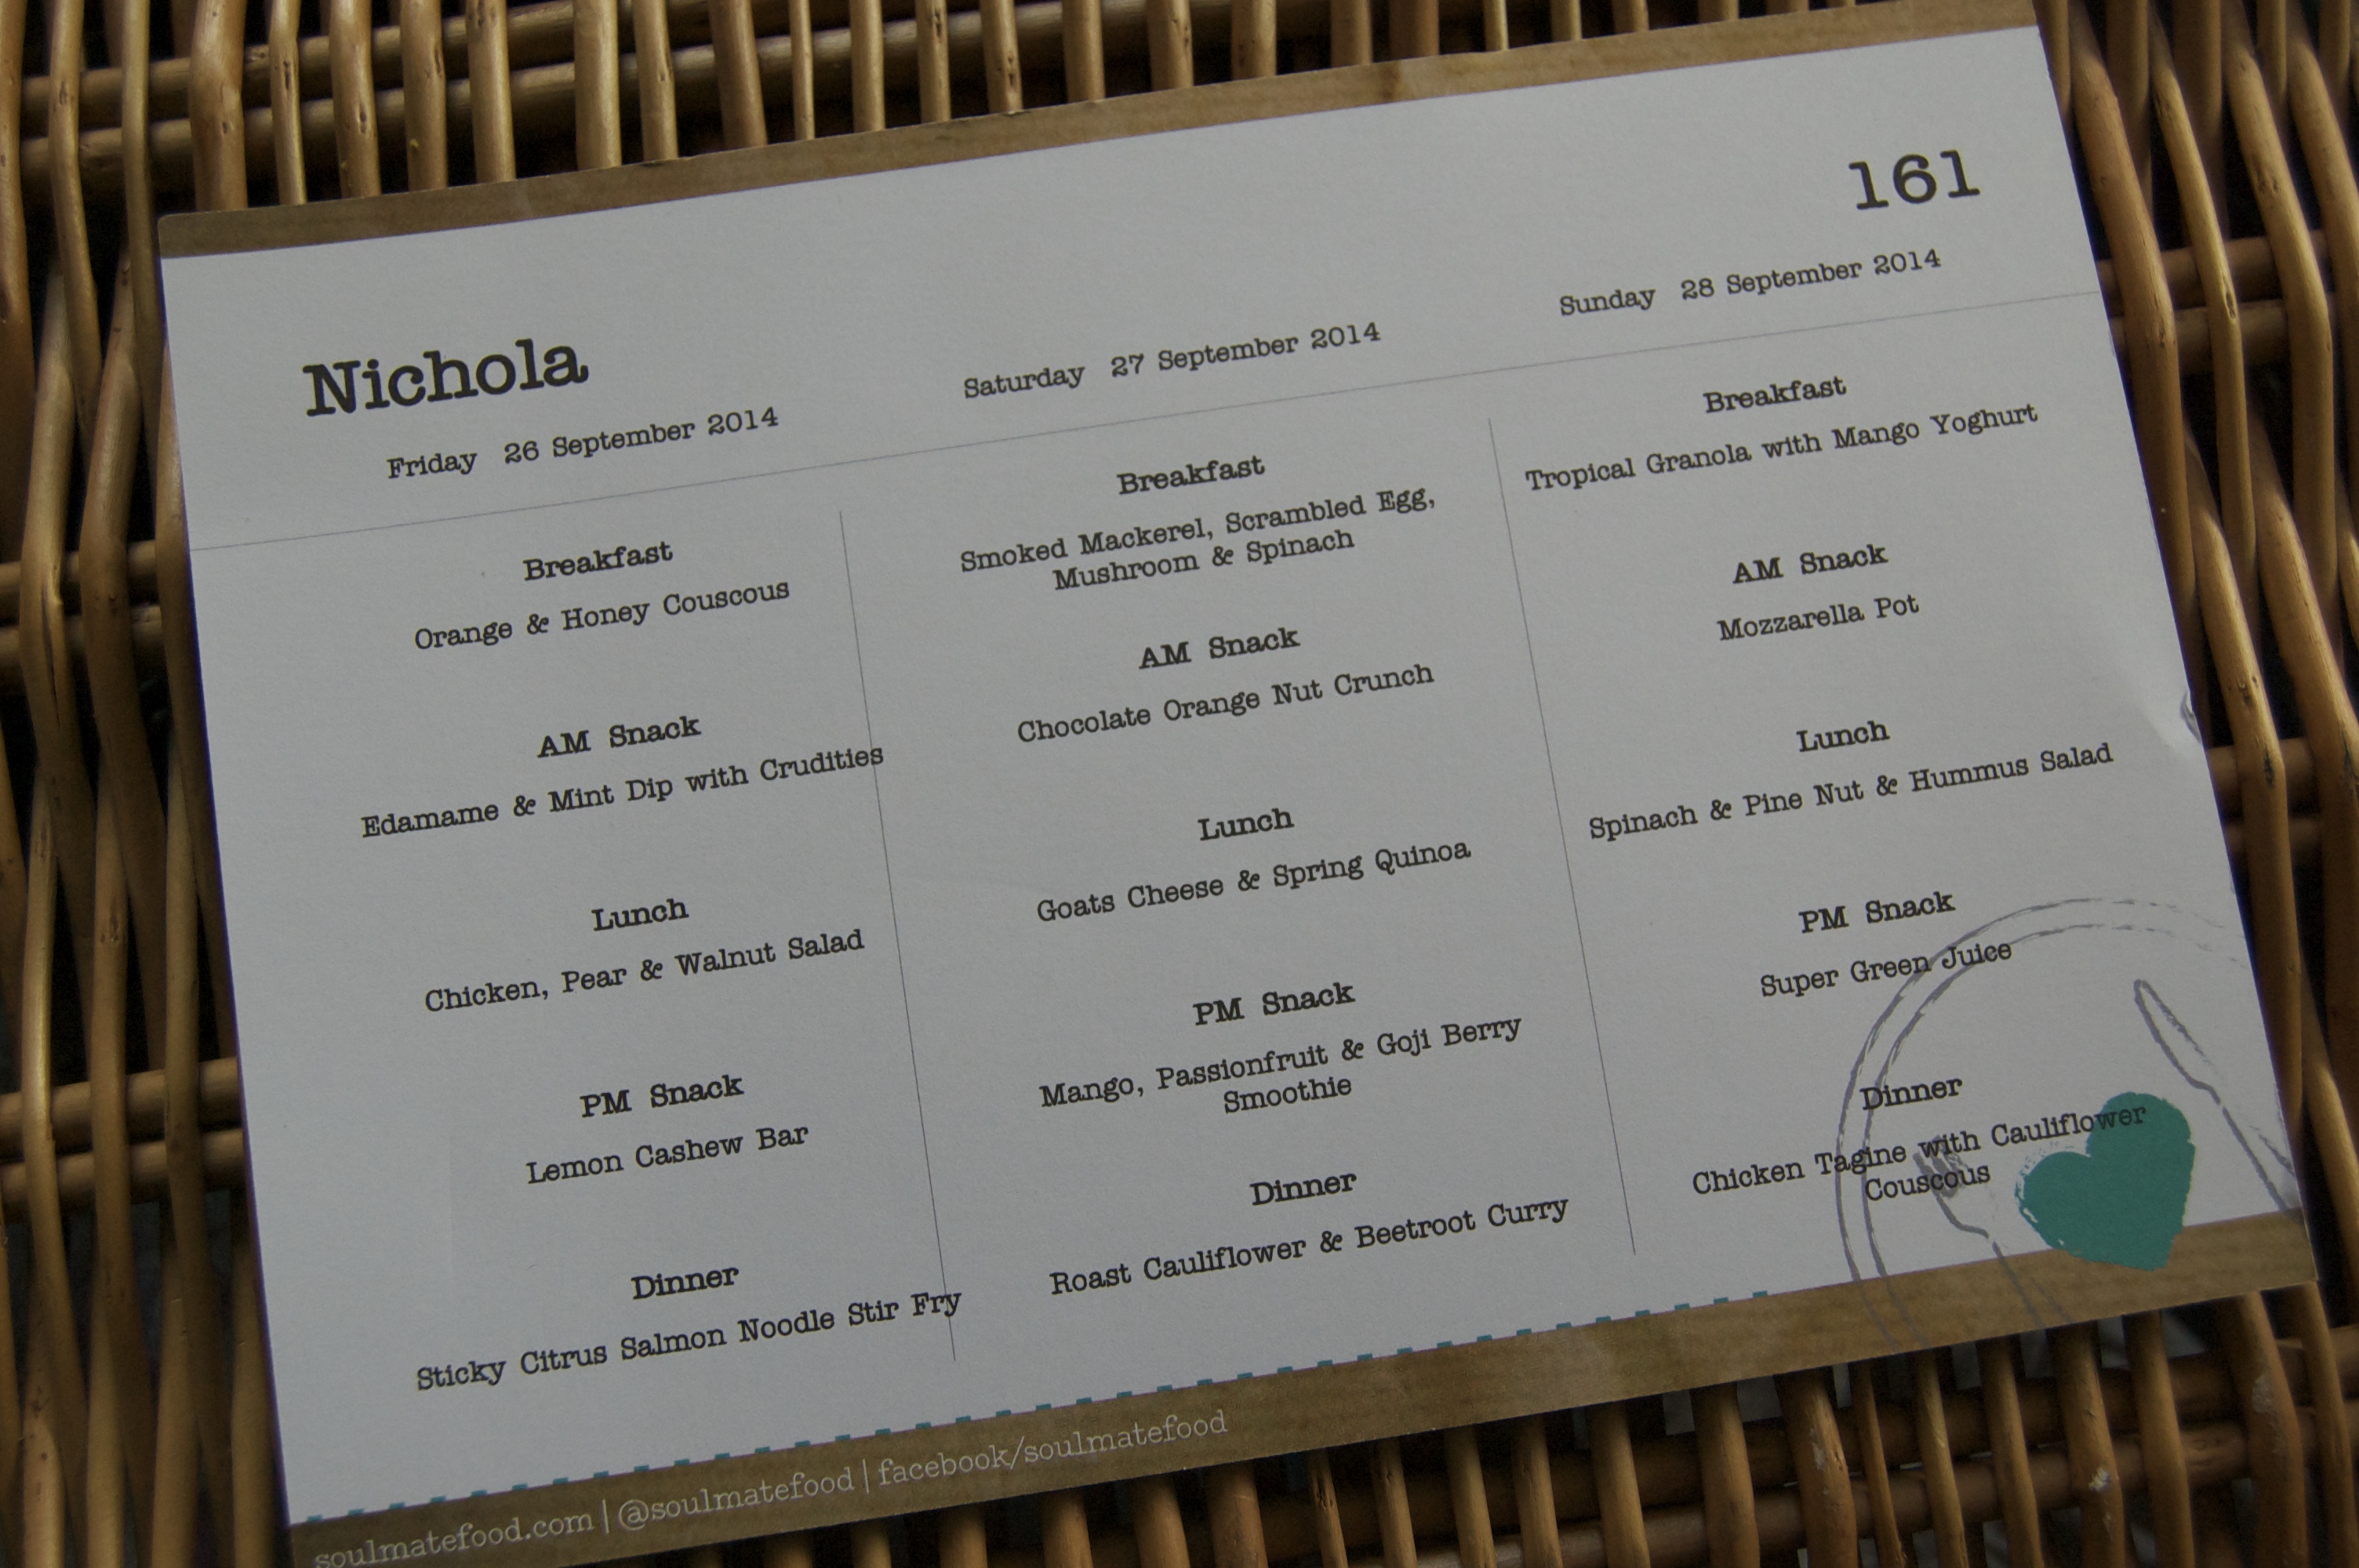 161
Nichola
Friday 26 September 2014
Breakfast
Orange & Honey Couscous
AM Snack
Edamame & Mint Dip with Crudities
Lunch
Chicken, Pear & Walnut Salad
PM Snack
Lemon Cashew Bar
Dinner
Sticky Citrus Salmon Noodle Stir Fry
Saturday 27 September 2014
Breakfast
Smoked Mackerel, Scrambled Egg,
Mushroom & Spinach
AM Snack
Chocolate Orange Nut Crunch
Lunch
Goats Cheese & Spring Quinoa
PM Snack
Mango, Passionfruit & Goji Berry
Smoothie
Dinner
Roast Cauliflower & Beetroot Curry
Sunday 28 September 2014
Breakfast
Tropical Granola with Mango Yoghurt
AM Snack
Mozzarella Pot
Lunch
Spinach & Pine Nut & Hummus Salad
PM Snack
Super Green Juice
Dinner
Chicken Tagine with Cauliflower
Couscous
soulmatefood.com | @soulmatefood | facebook/soulmatefood